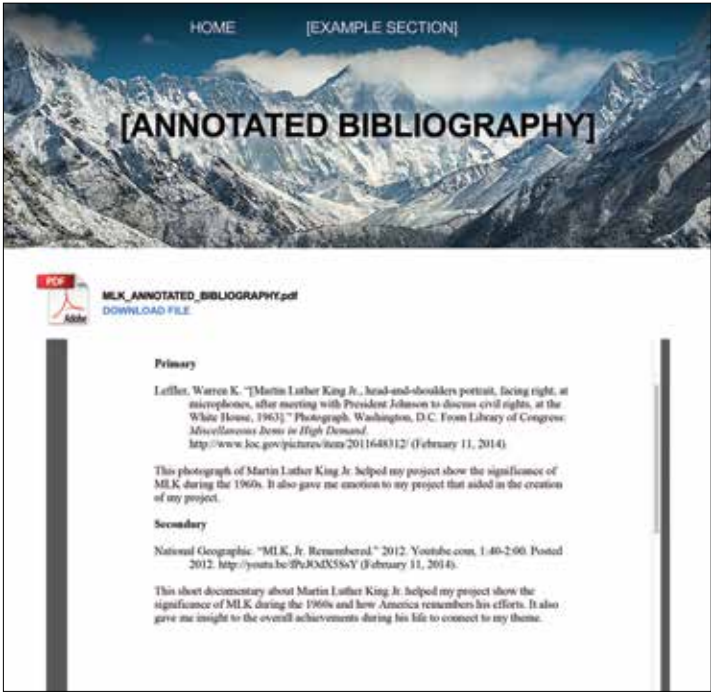 HOME [EXAMPLE SECTION]
[ANNOTATED BIBLIOGRAPHY]
PDF
Adobe
MLK_ANNOTATED_BIBLIOGRAPHY.pdf
DOWNLOAD FILE
Primary
Leffler, Warren K. “[Martin Luther King Jr., head-and-shoulders portrait, facing right, at
microphones, after meeting with President Johnson to discuss civil rights, at the
White House, 1963].” Photograph. Washington, D.C. From Library of Congress:
Miscellaneous Items in High Demand.
http://www.loc.gov/pictures/item/2011648312/ (February 11, 2014).
This photograph of Martin Luther King Jr. helped my project show the significance of
MLK during the 1960s. It also gave me emotion to my project that aided in the creation
of my project.
Secondary
National Geographic. “MLK, Jr. Remembered.” 2012. Youtube.com, 1:40-2:00. Posted
2012. (February 11, 2014).
This short documentary about Martin Luther King Jr. helped my project show the
significance of MLK during the 1960s and how America remembers his efforts. It also
gave me insight to the overall achievements during his life to connect to my theme.